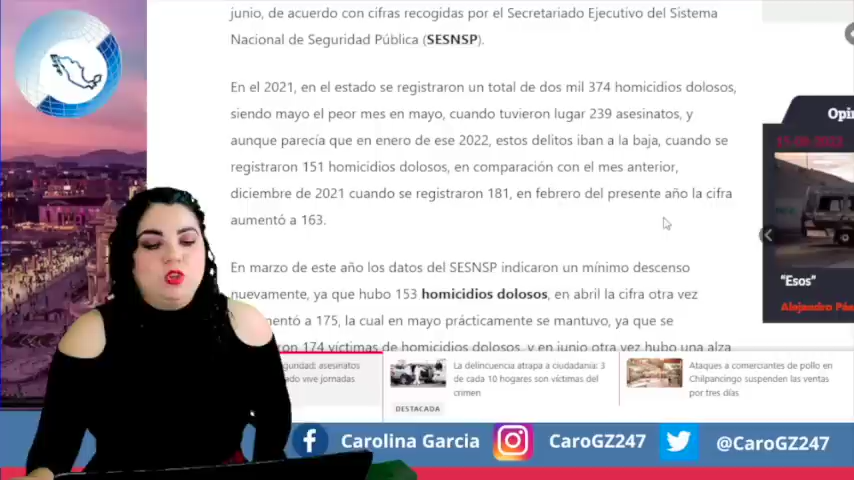 junio, de acuerdo con cifras recogidas por el Secretariado Ejecutivo del Sistema
Nacional de Seguridad Pública (SESNSP).
En el 2021, en el estado se registraron un total de dos mil 374 homicidios dolosos,
siendo mayo el peor mes en mayo, cuando tuvieron lugar 239 asesinatos, y
aunque parecía que en enero de ese 2022, estos delitos iban a la baja, cuando se
registraron 151 homicidios dolosos, en comparación con el mes anterior,
diciembre de 2021 cuando se registraron 181, en febrero del presente año la cifra
aumentó a 163.
En marzo de este año los datos del SESNSP indicaron un mínimo descenso
nuevamente, ya que hubo 153 homicidios dolosos, en abril la cifra otra vez
a 175, la cual en mayo prácticamente se mantuvo, ya que se
174 víctimas de homicidios dolosos, y en junio otra vez hubo una alza
Opin
"Esos"
Alejandro Páe
asesinatos
vive jornadas
DESTACADA
La delincuencia atrapa a ciudadanía: 3
de cada 10 hogares son víctimas del
crimen
Ataques a comerciantes de pollo en
Chilpancingo suspenden las ventas
por tres días
Carolina Garcia
CaroGZ247
@CaroGZ247